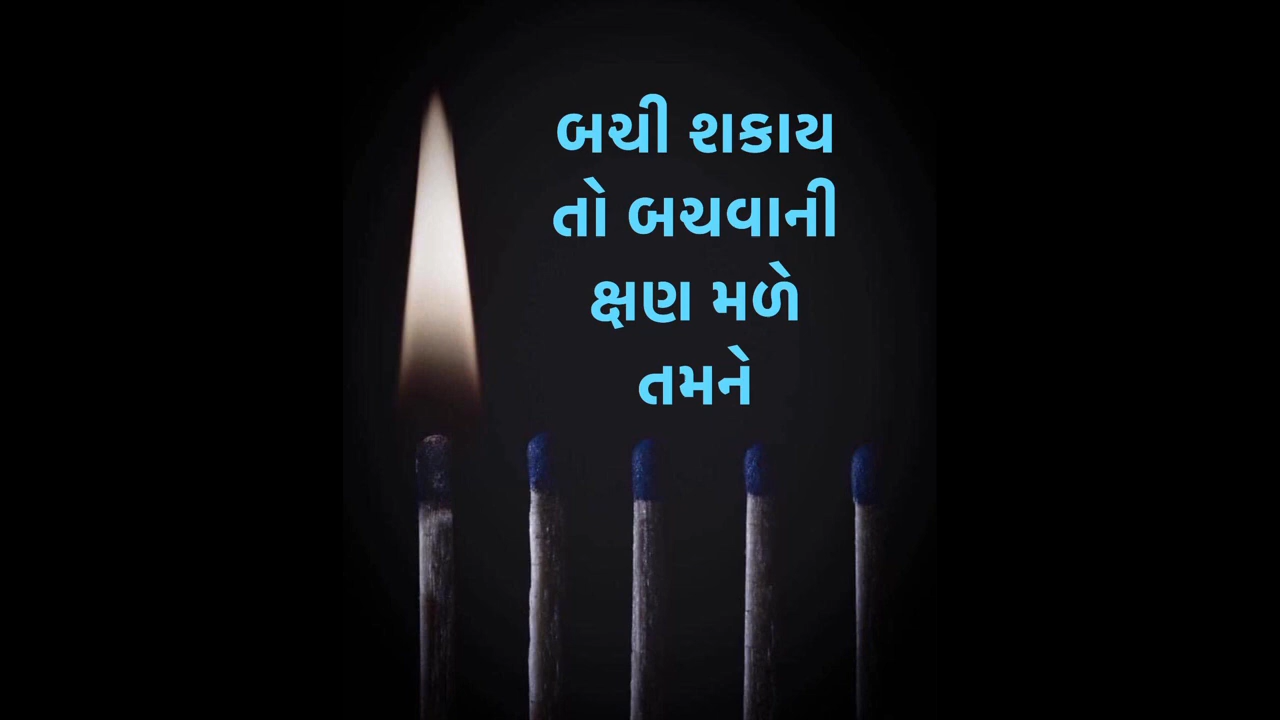 બચી શકાય
તો બચવાની
ક્ષણ મળે
તમને